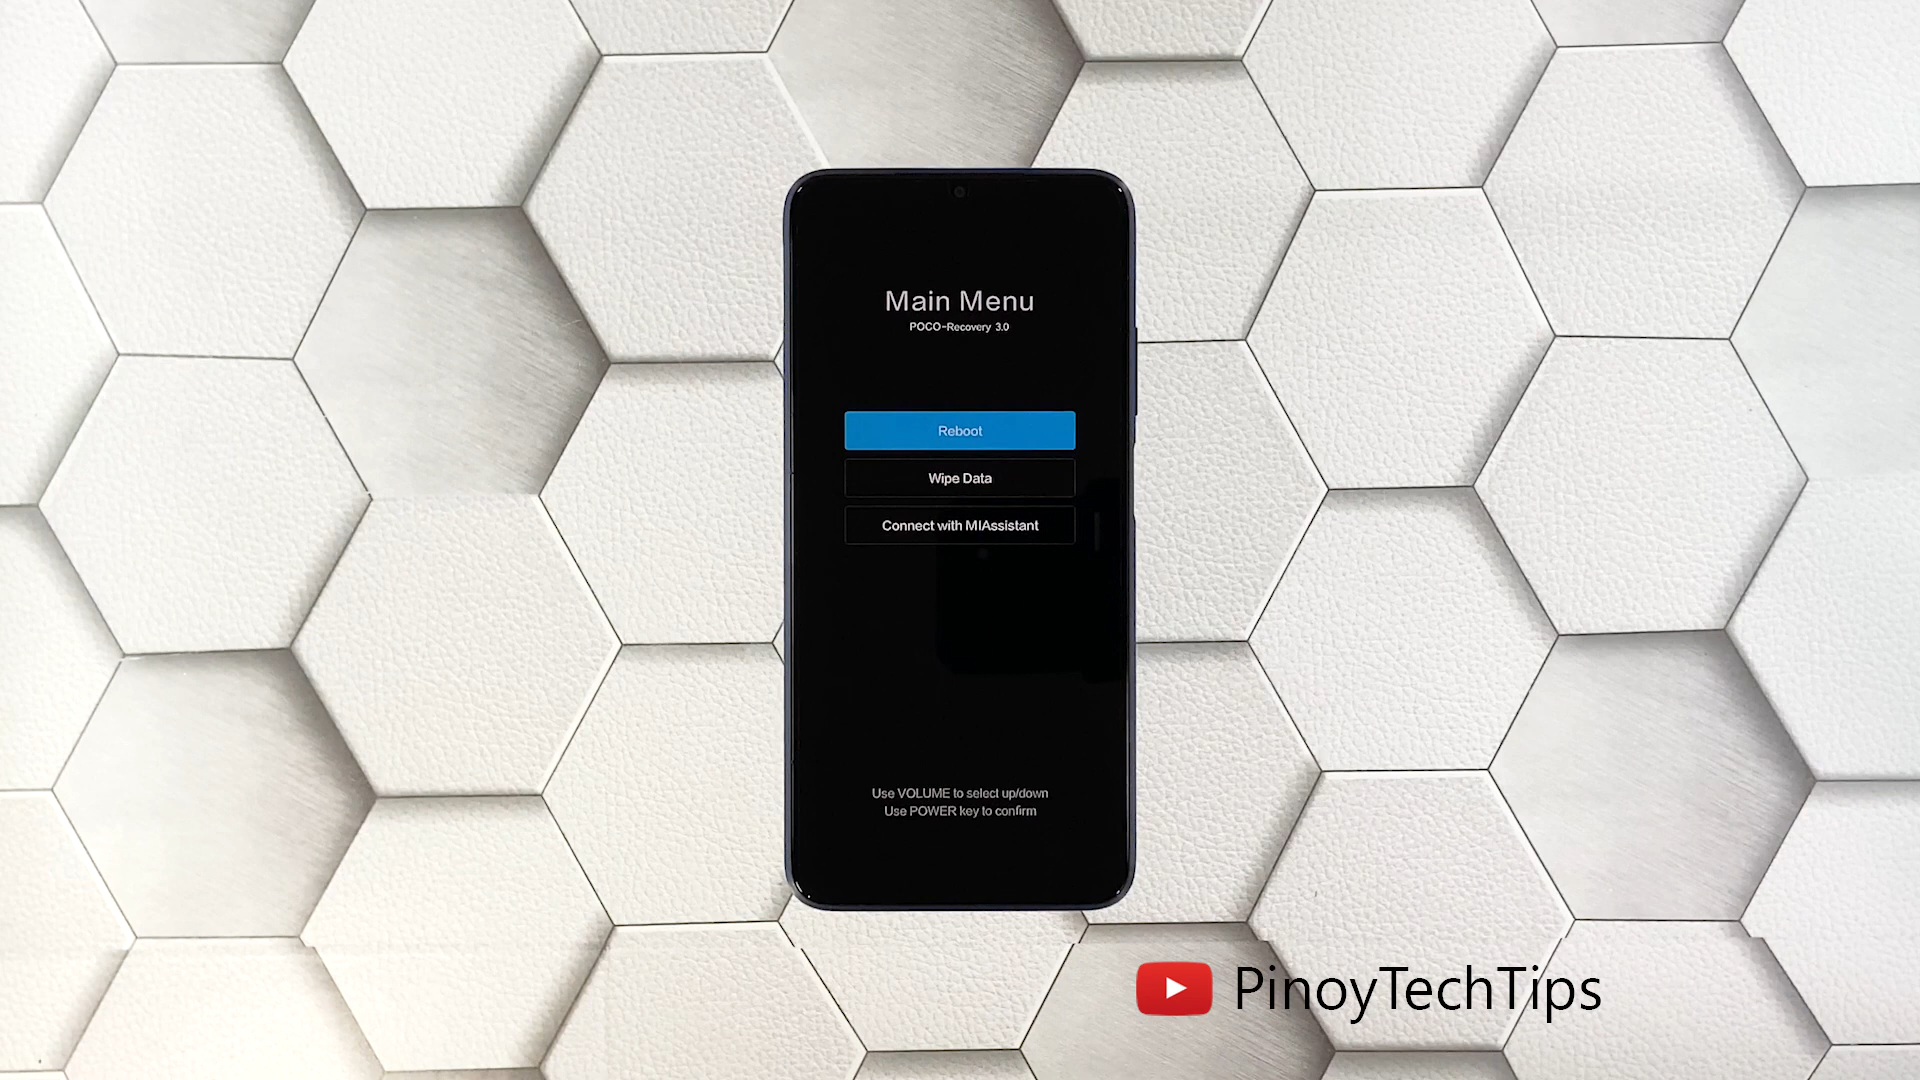 Main Menu
POCO-Recovery 3.0
Reboot
Wipe Data
Connect with MIAssistant
Use VOLUME to select up/down
Use POWER key to confirm
PinoyTechTips